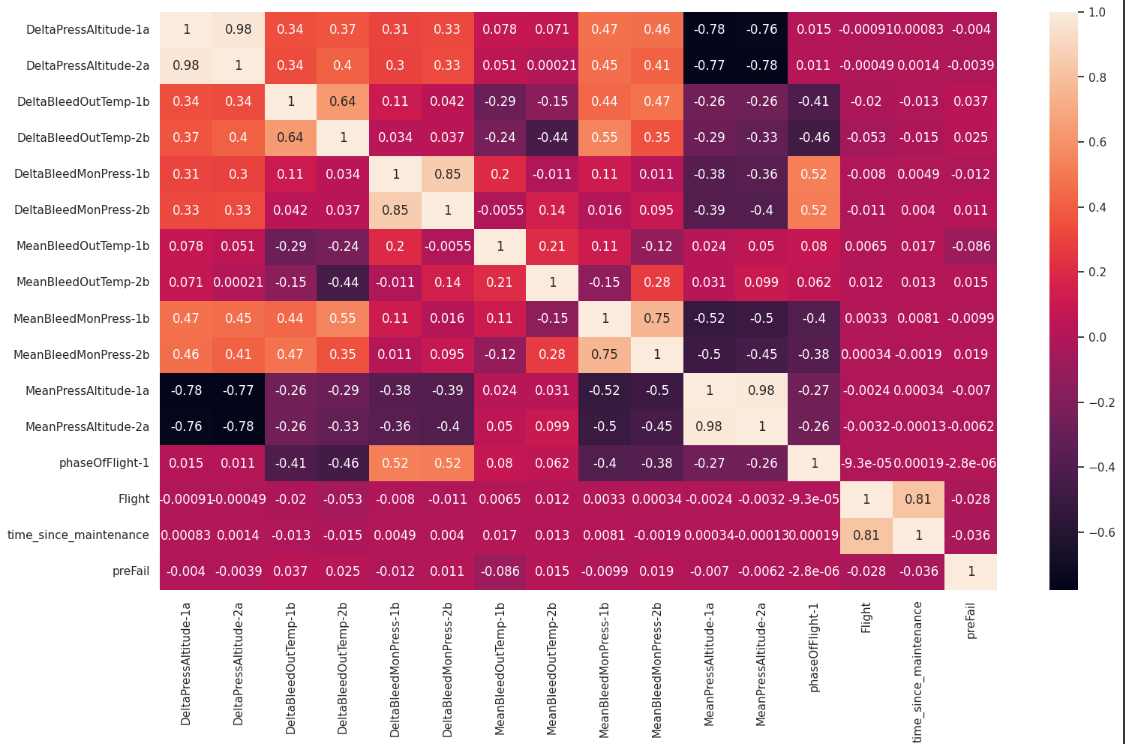 DeltaPressAltitude-1a 1 0.98 0.34 0.37 0.31 0.33 0.078 0.071 0.47 0.46 -0.78 -0.76 0.015 -0.00091 0.00083 -0.004
DeltaPressAltitude-2a 0.98 1 0.34 0.4 0.3 0.33 0.051 0.00021 0.45 0.41 -0.77 -0.78 0.011 -0.00049 0.0014 -0.0039
DeltaBleedOutTemp-1b 0.34 0.34 1 0.64 0.11 0.042 -0.29 -0.15 0.44 0.47 -0.26 -0.26 -0.41 -0.02 -0.013 0.037
DeltaBleedOutTemp-2b 0.37 0.4 0.64 1 0.034 0.037 -0.24 -0.44 0.55 0.35 -0.29 -0.33 -0.46 -0.053 -0.015 0.025
DeltaBleedMonPress-1b 0.31 0.3 0.11 0.034 1 0.85 0.2 -0.011 0.11 0.011 -0.38 -0.36 0.52 -0.008 0.0049 -0.012
DeltaBleedMonPress-2b 0.33 0.33 0.042 0.037 0.85 1 -0.0055 0.14 0.016 0.095 -0.39 -0.4 0.52 -0.011 0.004 0.011
MeanBleedOutTemp-1b 0.078 0.051 -0.29 -0.24 0.2 -0.0055 1 0.21 0.11 -0.12 0.024 0.05 0.08 0.0065 0.017 -0.086
MeanBleedOutTemp-2b 0.071 0.00021 -0.15 -0.44 -0.011 0.14 0.21 1 -0.15 0.28 0.031 0.099 0.062 0.012 0.013 0.015
MeanBleedMonPress-1b 0.47 0.45 0.44 0.55 0.11 0.016 0.11 -0.15 1 0.75 -0.52 -0.5 -0.4 0.0033 0.0081 -0.0099
MeanBleedMonPress-2b 0.46 0.41 0.47 0.35 0.011 0.095 -0.12 0.28 0.75 1 -0.5 -0.45 -0.38 0.00034 -0.0019 0.019
MeanPressAltitude-1a -0.78 -0.77 -0.26 -0.29 -0.38 -0.39 0.024 0.031 -0.52 -0.5 1 0.98 -0.27 -0.0024 0.00034 -0.007
MeanPressAltitude-2a -0.76 -0.78 -0.26 -0.33 -0.36 -0.4 0.05 0.099 -0.5 -0.45 0.98 1 -0.26 -0.0032 -0.00013 -0.0062
phaseOfFlight-1 0.015 0.011 -0.41 -0.46 0.52 0.52 0.08 0.062 -0.4 -0.38 -0.27 -0.26 1 -9.3e-05 0.00019 -2.8e-06
Flight -0.00091 -0.00049 -0.02 -0.053 -0.008 -0.011 0.0065 0.012 0.0033 0.00034 -0.0024 -0.0032 -9.3e-05 1 0.81 -0.028
time_since_maintenance 0.00083 0.0014 -0.013 -0.015 0.0049 0.004 0.017 0.013 0.0081 -0.0019 0.00034 -0.00013 0.00019 0.81 1 -0.036
preFail -0.004 -0.0039 0.037 0.025 -0.012 0.011 -0.086 0.015 -0.0099 0.019 -0.007 -0.0062 -2.8e-06 -0.028 -0.036 1
DeltaPressAltitude-1a
DeltaPressAltitude-2a
DeltaBleedOutTemp-1b
DeltaBleedOutTemp-2b
DeltaBleedMonPress-1b
DeltaBleedMonPress-2b
MeanBleedOutTemp-1b
MeanBleedOutTemp-2b
MeanBleedMonPress-1b
MeanBleedMonPress-2b
MeanPressAltitude-1a
MeanPressAltitude-2a
phaseOfFlight-1
Flight
time_since_maintenance
preFail
1.0
0.8
0.6
0.4
0.2
0.0
−0.2
−0.4
−0.6